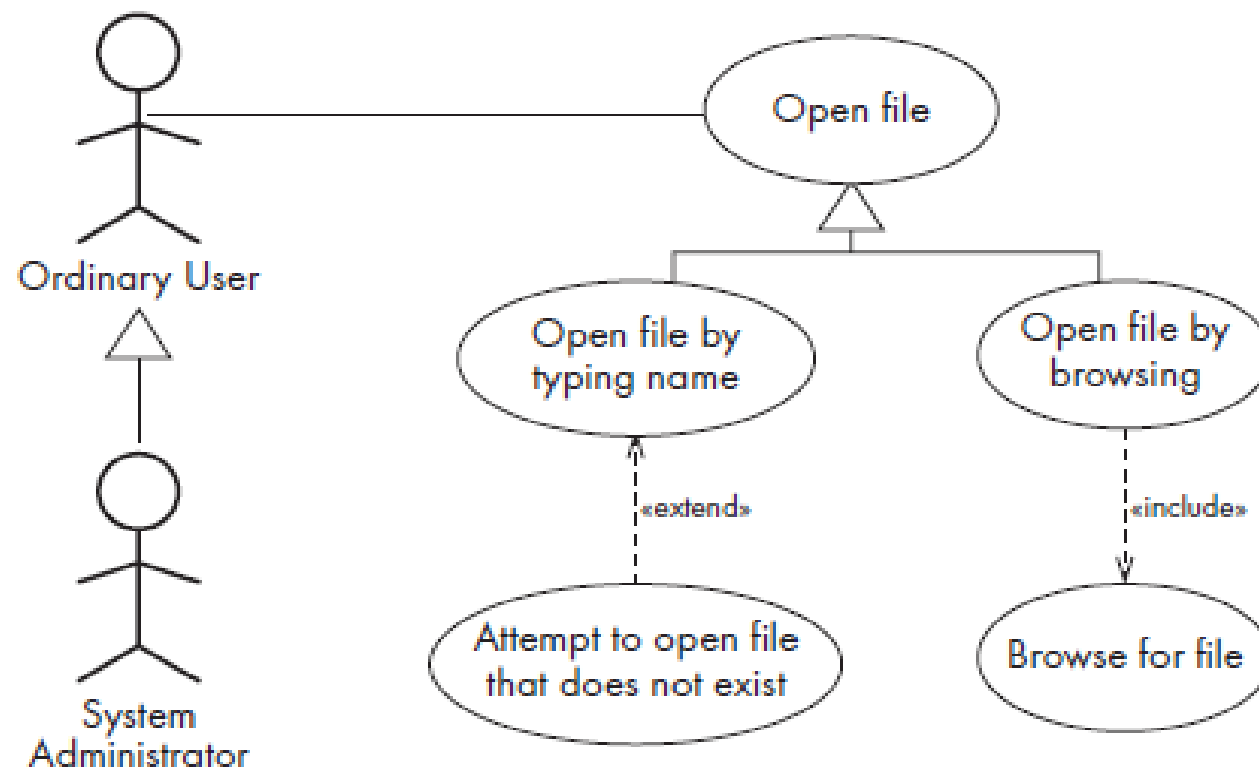 Open file
Ordinary User
Open file by
typing name
Open file by
browsing
«extend»
«include»
Attempt to open file
that does not exist
Browse for file
System
Administrator